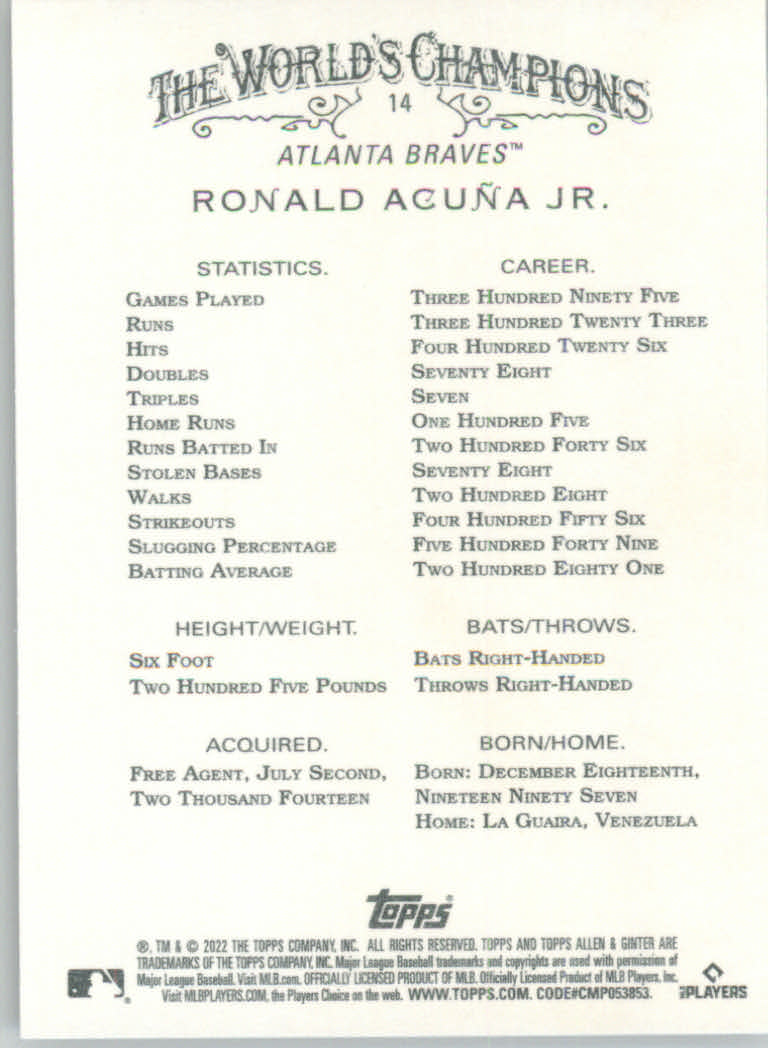 THE WORLD'S CHAMPIONS
14
ATLANTA BRAVES™
RONALD ACUÑA JR.
STATISTICS. CAREER.
GAMES PLAYED THREE HUNDRED NINETY FIVE
RUNS THREE HUNDRED TWENTY THREE
HITS FOUR HUNDRED TWENTY SIX
DOUBLES SEVENTY EIGHT
TRIPLES SEVEN
HOME RUNS ONE HUNDRED FIVE
RUNS BATTED IN TWO HUNDRED FORTY SIX
STOLEN BASES SEVENTY EIGHT
WALKS TWO HUNDRED EIGHT
STRIKEOUTS FOUR HUNDRED FIFTY SIX
SLUGGING PERCENTAGE FIVE HUNDRED FORTY NINE
BATTING AVERAGE TWO HUNDRED EIGHTY ONE
HEIGHT/WEIGHT.
SIX FOOT
TWO HUNDRED FIVE POUNDS
BATS/THROWS.
BATS RIGHT-HANDED
THROWS RIGHT-HANDED
ACQUIRED.
FREE AGENT, JULY SECOND,
TWO THOUSAND FOURTEEN
BORN/HOME.
BORN: DECEMBER EIGHTEENTH,
NINETEEN NINETY SEVEN
HOME: LA GUAIRA, VENEZUELA
topps®
®, TM & © 2022 THE TOPPS COMPANY, INC. ALL RIGHTS RESERVED. TOPPS AND TOPPS ALLEN & GINTER ARE
TRADEMARKS OF THE TOPPS COMPANY, INC. Major League Baseball trademarks and copyrights are used with permission of
Major League Baseball. Visit MLB.com. OFFICIALLY LICENSED PRODUCT OF MLB. Officially Licensed Product of MLB Players, Inc.
Visit MLBPLAYERS.COM, the Players Choice on the web. WWW.TOPPS.COM. CODE#CMP053853.
MLB PLAYERS